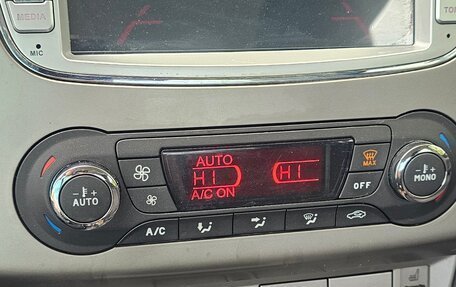 MEDIA
MIC
AUTO
HI HI
A/C ON
MAX
- +
AUTO
OFF
- +
MONO
A/C